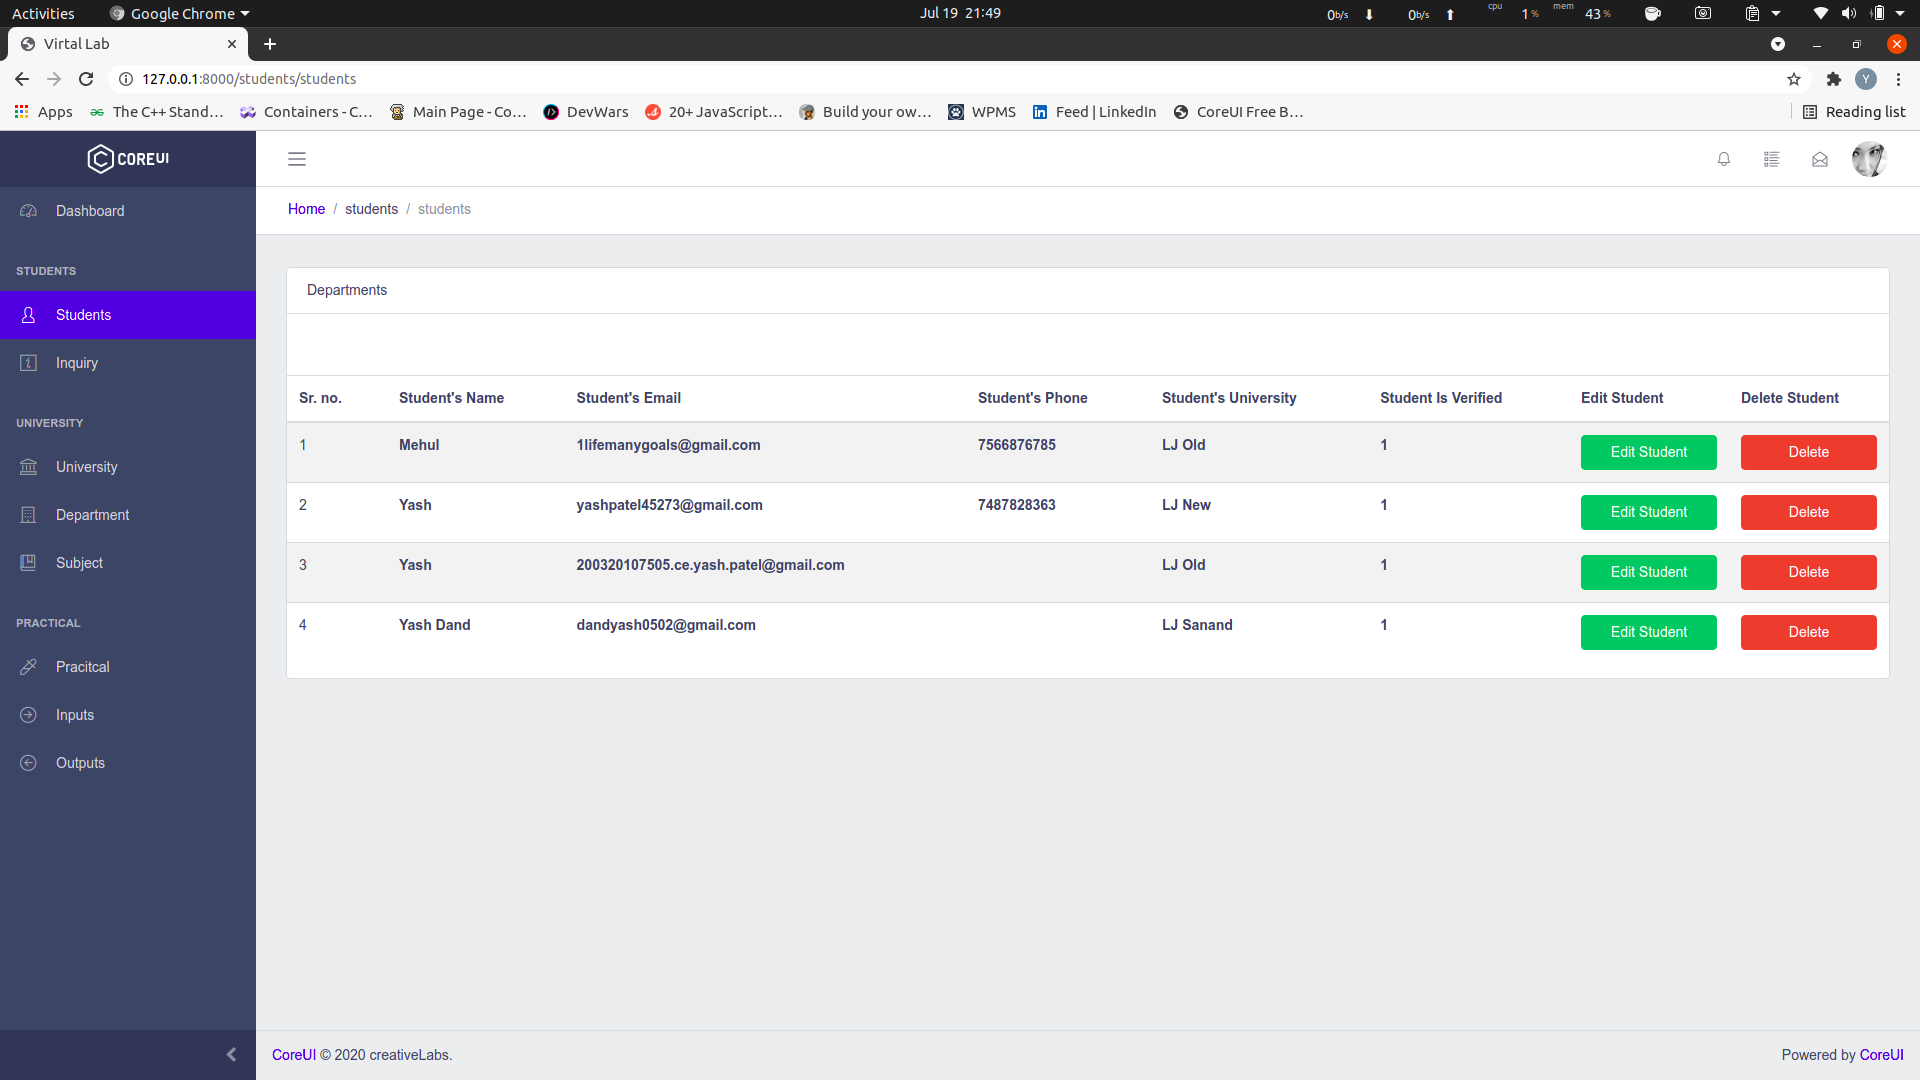 Activities Google Chrome Jul 19 21:49 0b/s 0b/s cpu 1% mem 43%
Virtal Lab
127.0.0.1:8000/students/students
Apps The C++ Stand... Containers - C... Main Page - Co... DevWars 20+ JavaScript... Build your ow... WPMS Feed | LinkedIn CoreUI Free B... Reading list
COREUI
Home / students / students
Dashboard
STUDENTS
Students
Inquiry
UNIVERSITY
University
Department
Subject
PRACTICAL
Pracitcal
Inputs
Outputs
Departments
Sr. no. Student's Name Student's Email Student's Phone Student's University Student Is Verified Edit Student Delete Student
1 Mehul 1lifemanygoals@gmail.com 7566876785 LJ Old 1 Edit Student Delete
2 Yash yashpatel45273@gmail.com 7487828363 LJ New 1 Edit Student Delete
3 Yash 200320107505.ce.yash.patel@gmail.com LJ Old 1 Edit Student Delete
4 Yash Dand dandyash0502@gmail.com LJ Sanand 1 Edit Student Delete
CoreUI © 2020 creativeLabs. Powered by CoreUI